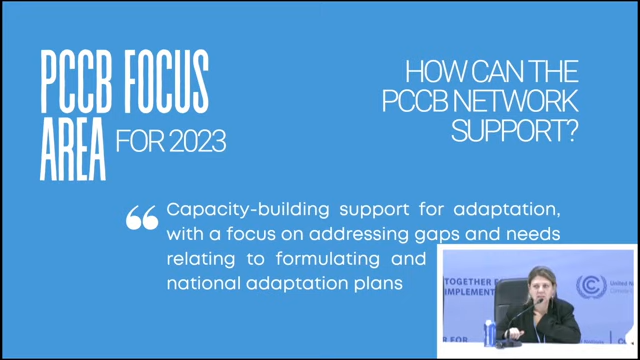 PCCB FOCUS
AREA FOR 2023
HOW CAN THE
PCCB NETWORK
SUPPORT?
“ Capacity-building support for adaptation,
with a focus on addressing gaps and needs
relating to formulating and
national adaptation plans
TOGETHER
IMPLEMENT
United